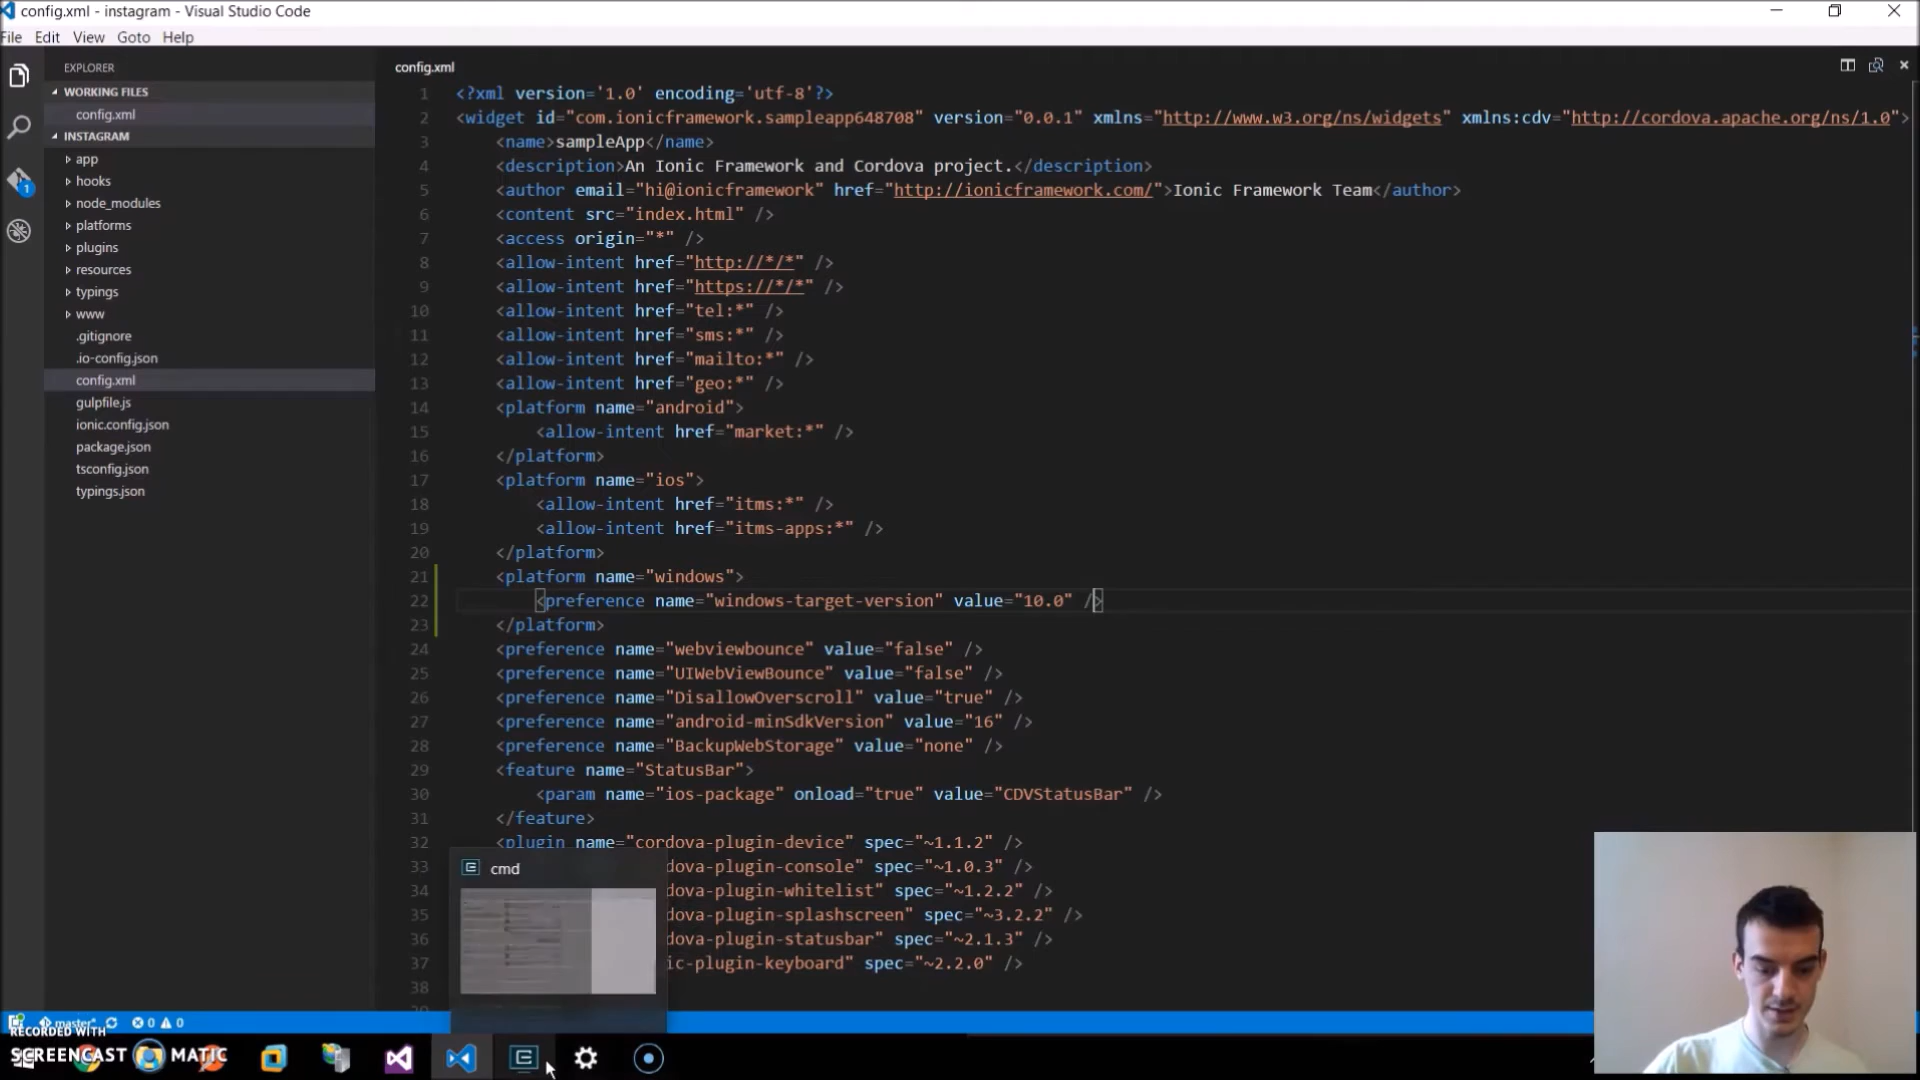 config.xml - instagram - Visual Studio Code
File Edit View Goto Help
EXPLORER
WORKING FILES
config.xml
INSTAGRAM
app
hooks
node_modules
platforms
plugins
resources
typings
www
.gitignore
.io-config.json
config.xml
gulpfile.js
ionic.config.json
package.json
tsconfig.json
typings.json
1
config.xml
1 <?xml version='1.0' encoding='utf-8'?>
2 <widget id="com.ionicframework.sampleapp648708" version="0.0.1" xmlns="http://www.w3.org/ns/widgets" xmlns:cdv="http://cordova.apache.org/ns/1.0">
3 <name>sampleApp</name>
4 <description>An Ionic Framework and Cordova project.</description>
5 <author email="hi@ionicframework" href="http://ionicframework.com/">Ionic Framework Team</author>
6 <content src="index.html" />
7 <access origin="*" />
8 <allow-intent href="http://*/*" />
9 <allow-intent href="https://*/*" />
10 <allow-intent href="tel:*" />
11 <allow-intent href="sms:*" />
12 <allow-intent href="mailto:*" />
13 <allow-intent href="geo:*" />
14 <platform name="android">
15 <allow-intent href="market:*" />
16 </platform>
17 <platform name="ios">
18 <allow-intent href="itms:*" />
19 <allow-intent href="itms-apps:*" />
20 </platform>
21 <platform name="windows">
22 <preference name="windows-target-version" value="10.0" />
23 </platform>
24 <preference name="webviewbounce" value="false" />
25 <preference name="UIWebViewBounce" value="false" />
26 <preference name="DisallowOverscroll" value="true" />
27 <preference name="android-minSdkVersion" value="16" />
28 <preference name="BackupWebStorage" value="none" />
29 <feature name="StatusBar">
30 <param name="ios-package" onload="true" value="CDVStatusBar" />
31 </feature>
32 <plugin name="cordova-plugin-device" spec="~1.1.2" />
33 dova-plugin-console" spec="~1.0.3" />
34 dova-plugin-whitelist" spec="~1.2.2" />
35 dova-plugin-splashscreen" spec="~3.2.2" />
36 dova-plugin-statusbar" spec="~2.1.3" />
37 ic-plugin-keyboard" spec="~2.2.0" />
38
cmd
master* 0 0
RECORDED WITH
SCREENCAST MATIC